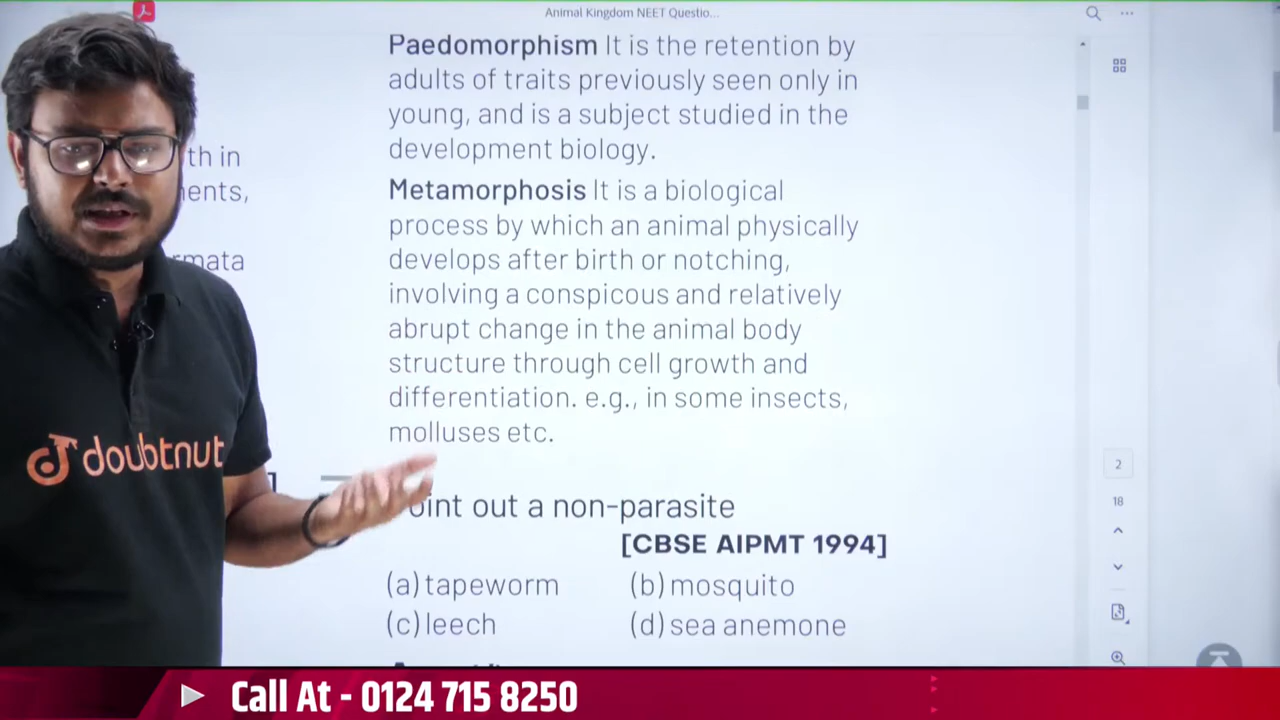 Animal Kingdom NEET Questio...
Paedomorphism It is the retention by
adults of traits previously seen only in
young, and is a subject studied in the
development biology.
th in
ents,
rmata
Metamorphosis It is a biological
process by which an animal physically
develops after birth or notching,
involving a conspicous and relatively
abrupt change in the animal body
structure through cell growth and
differentiation. e.g., in some insects,
molluses etc.
]
oint out a non-parasite
[CBSE AIPMT 1994]
(a) tapeworm (b) mosquito
(c) leech (d) sea anemone
2
18
doubtnut
Call At - 0124 715 8250